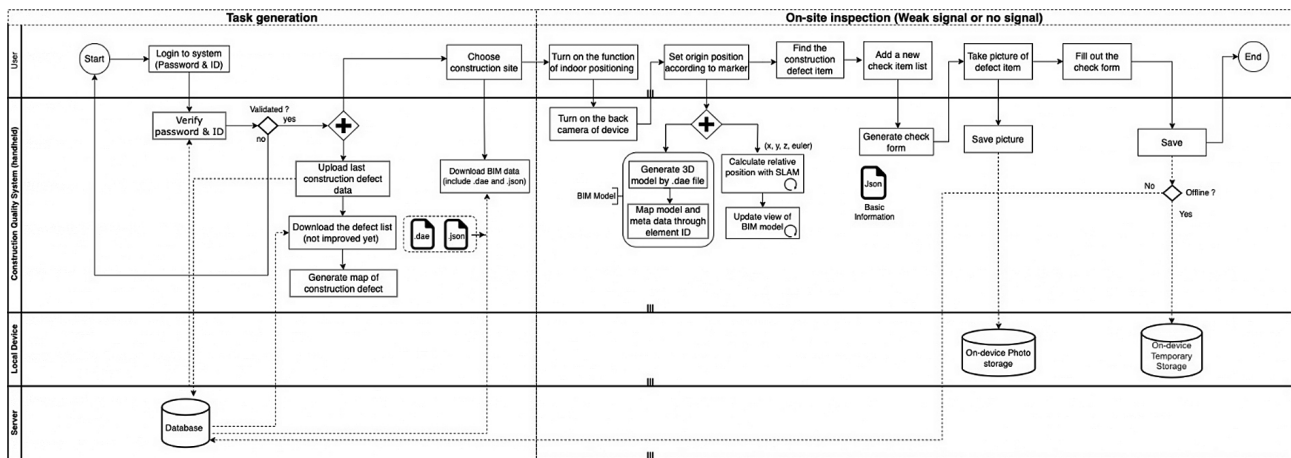 Task generation
On-site inspection (Weak signal or no signal)
User
Start
Login to system
(Password & ID)
Choose
construction site
Turn on the function
of indoor positioning
Set origin position
according to marker
Find the
construction
defect item
Add a new
check item list
Take picture of
defect item
Fill out the
check form
End
Construction Quality System (handheld)
Verify
password & ID
Validated ?
yes
no
Upload last
construction defect
data
Download the defect list
(not improved yet)
Generate map of
construction defect
Download BIM data
(include .dae and .json)
.dae
.json
Turn on the back
camera of device
BIM Model
Generate 3D
model by .dae file
Map model and
meta data through
element ID
(x, y, z, euler)
Calculate relative
position with SLAM
Update view of
BIM model
Generate check
form
Json
Basic
Information
Save picture
Save
No
Offline ?
Yes
Local Device
On-device Photo
storage
On-device
Temporary
Storage
Server
Database